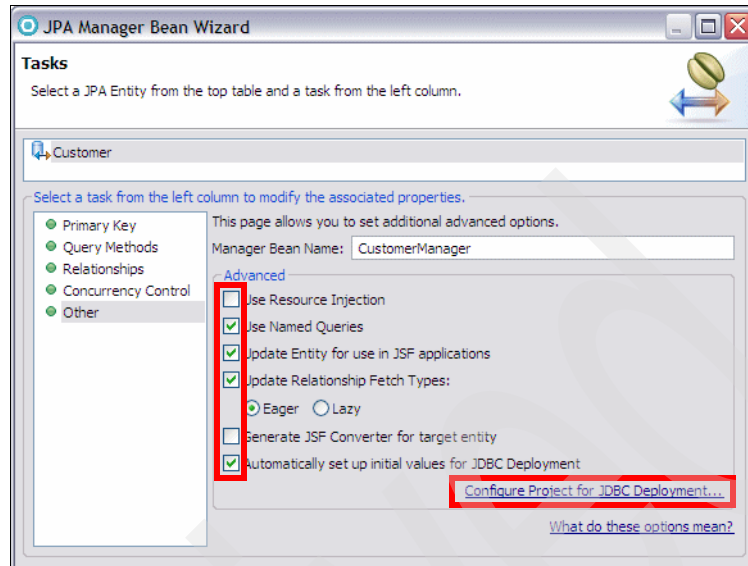 JPA Manager Bean Wizard
Tasks
Select a JPA Entity from the top table and a task from the left column.
Customer
Select a task from the left column to modify the associated properties.
Primary Key
Query Methods
Relationships
Concurrency Control
Other
This page allows you to set additional advanced options.
Manager Bean Name: CustomerManager
Advanced
Use Resource Injection
Use Named Queries
Update Entity for use in JSF applications
Update Relationship Fetch Types:
Eager Lazy
Generate JSF Converter for target entity
Automatically set up initial values for JDBC Deployment
Configure Project for JDBC Deployment...
What do these options mean?